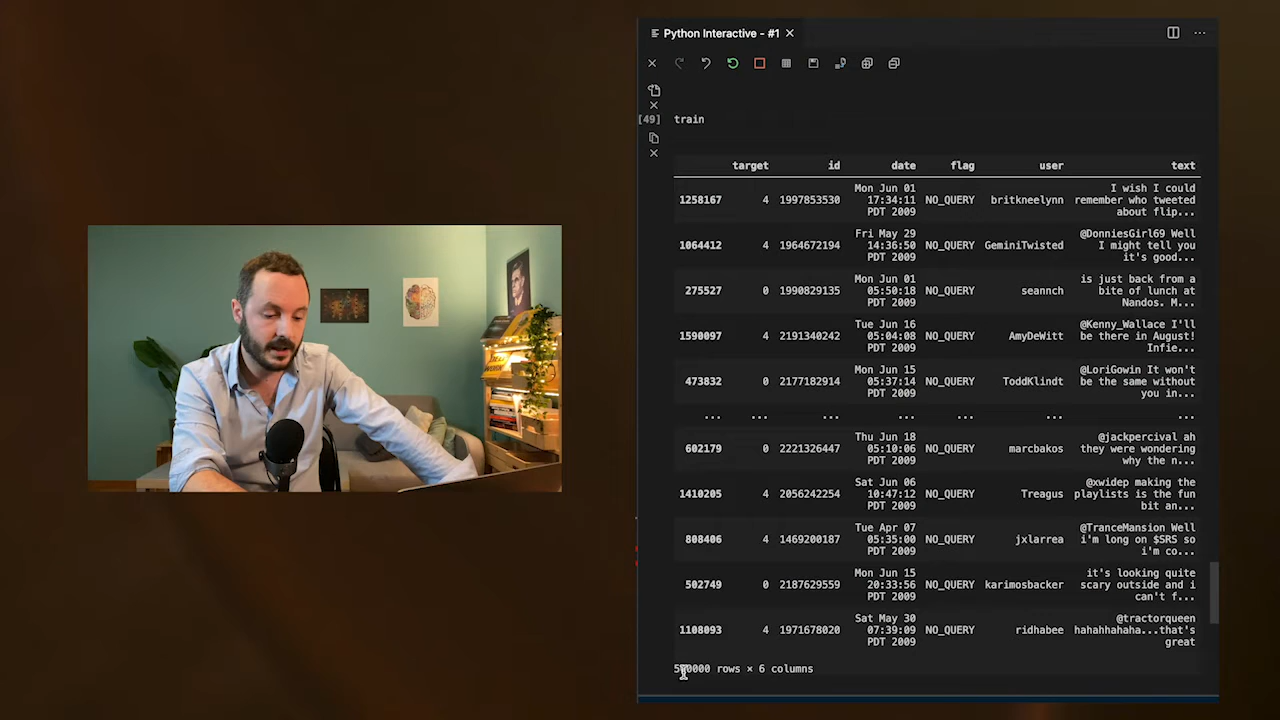 Python Interactive - #1
[49] train
target id date flag user text
1258167 4 1997853530 Mon Jun 01 17:34:11 PDT 2009 NO_QUERY britkneelynn I wish I could remember who tweeted about flip...
1064412 4 1964672194 Fri May 29 14:36:50 PDT 2009 NO_QUERY GeminiTwisted @DonniesGirl69 Well I might tell you it's good...
275527 0 1990829135 Mon Jun 01 05:50:18 PDT 2009 NO_QUERY seannch is just back from a bite of lunch at Nandos. M...
1590097 4 2191340242 Tue Jun 16 05:04:08 PDT 2009 NO_QUERY AmyDeWitt @Kenny_Wallace I'll be there in August! Infie...
473832 0 2177182914 Mon Jun 15 05:37:14 PDT 2009 NO_QUERY ToddKlindt @LoriGowin It won't be the same without you in...
... ... ... ... ... ... ...
602179 0 2221326447 Thu Jun 18 05:10:06 PDT 2009 NO_QUERY marcbakos @jackpercival ah they were wondering why the n...
1410205 4 2056242254 Sat Jun 06 10:47:12 PDT 2009 NO_QUERY Treagus @xwidep making the playlists is the fun bit an...
808406 4 1469200187 Tue Apr 07 05:35:00 PDT 2009 NO_QUERY jxlarrea @TranceMansion Well i'm long on $SRS so i'm co...
502749 0 2187629559 Mon Jun 15 20:33:56 PDT 2009 NO_QUERY karimosbacker it's looking quite scary outside and i can't f...
1108093 4 1971678020 Sat May 30 07:39:09 PDT 2009 NO_QUERY ridhabee @tractorqueen hahahhahaha...that's great
rows × 6 columns